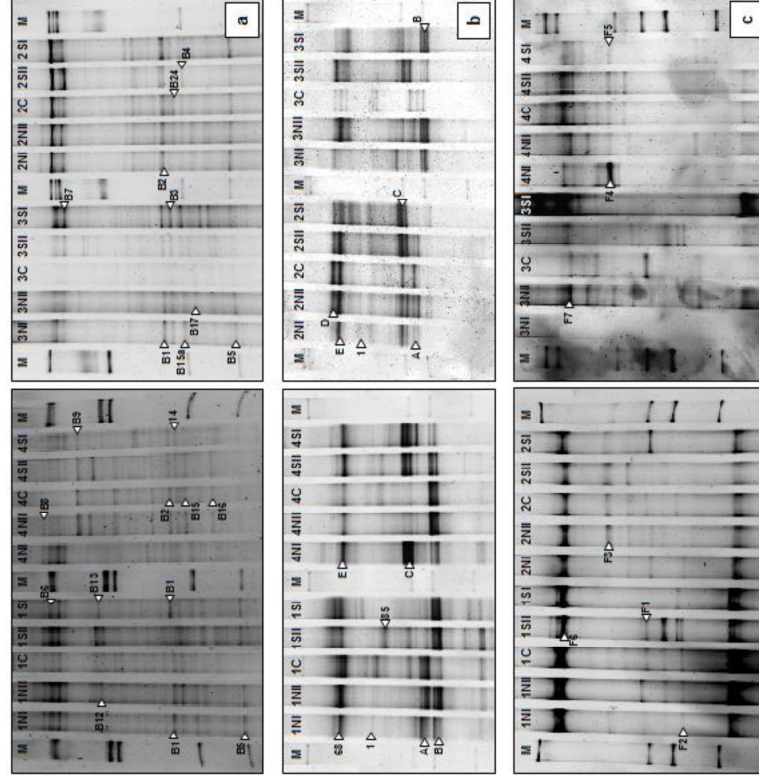 M 1NI 1NII 1C 1SII 1SI M 4NI 4NII 4C 4SII 4SI M
B6 B8
B9
B12 B13
B1 B1 B2 14
B15
B16
B5
M 3NI 3NII 3C 3SII 3SI M 2NI 2NII 2C 2SII 2SI M
B7
B1 B3 B2 B24
B15a B4
B17
B5
a
M 1NI 1NII 1C 1SII 1SI M 4NI 4NII 4C 4SII 4SI M
68 E
1
35
A C
B
M 2NI 2NII 2C 2SII 2SI M 3NI 3NII 3C 3SII 3SI M
D
E
1
C
A B
b
M 1NI 1NII 1C 1SII 1SI 2NI 2NII 2C 2SII 2SI M
F6
F3
F1
F2
M 3NI 3NII 3C 3SII 3SI 4NI 4NII 4C 4SII 4SI M
F7
F4 F5
c